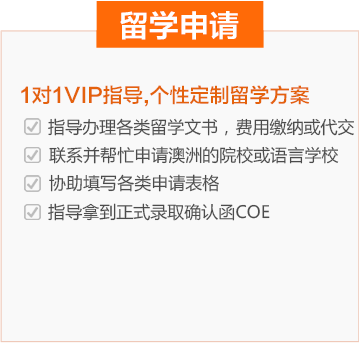 留学申请
1对1VIP指导,个性定制留学方案
指导办理各类留学文书，费用缴纳或代交
联系并帮忙申请澳洲的院校或语言学校
协助填写各类申请表格
指导拿到正式录取确认函COE